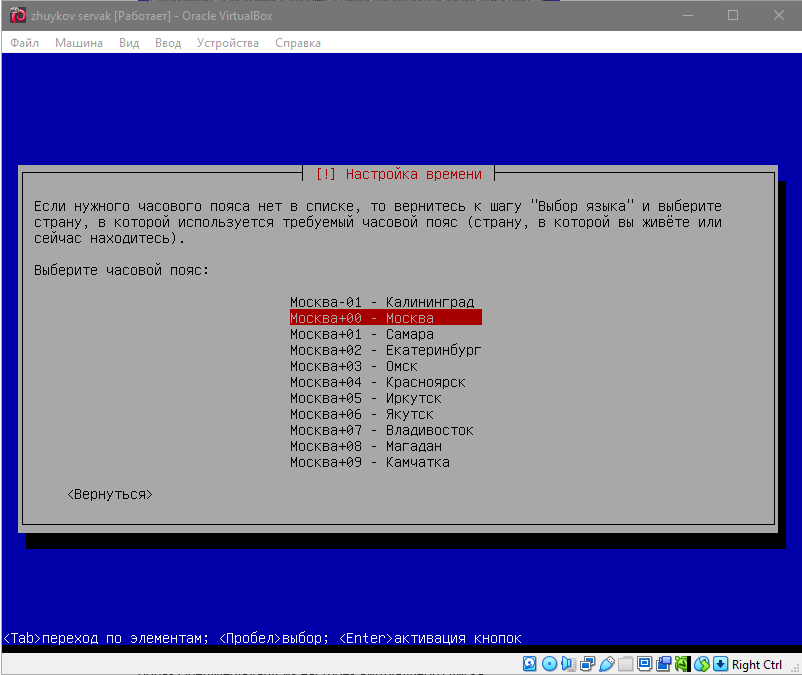 zhuykov servak [Работает] - Oracle VirtualBox
Файл Машина Вид Ввод Устройства Справка
[!] Настройка времени
Если нужного часового пояса нет в списке, то вернитесь к шагу "Выбор языка" и выберите
страну, в которой используется требуемый часовой пояс (страну, в которой вы живёте или
сейчас находитесь).
Выберите часовой пояс:
Москва-01 - Калининград
Москва+00 - Москва
Москва+01 - Самара
Москва+02 - Екатеринбург
Москва+03 - Омск
Москва+04 - Красноярск
Москва+05 - Иркутск
Москва+06 - Якутск
Москва+07 - Владивосток
Москва+08 - Магадан
Москва+09 - Камчатка
<Вернуться>
<Tab>переход по элементам; <Пробел>выбор; <Enter>активация кнопок
Right Ctrl